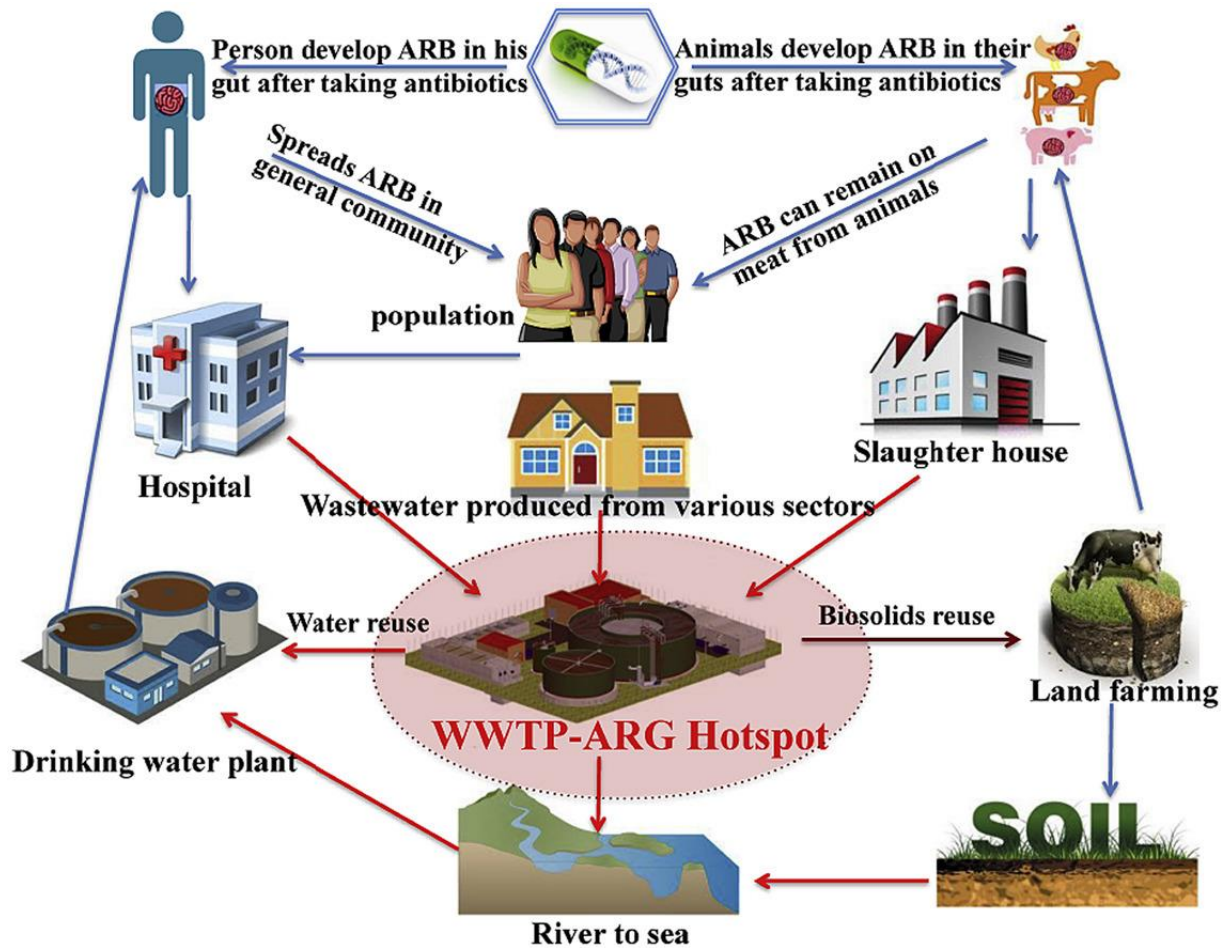 Person develop ARB in his
gut after taking antibiotics
Animals develop ARB in their
guts after taking antibiotics
Spreads ARB in
general community
ARB can remain on
meat from animals
population
Hospital
Slaughter house
Wastewater produced from various sectors
Water reuse
Biosolids reuse
WWTP-ARG Hotspot
Land farming
Drinking water plant
SOIL
River to sea